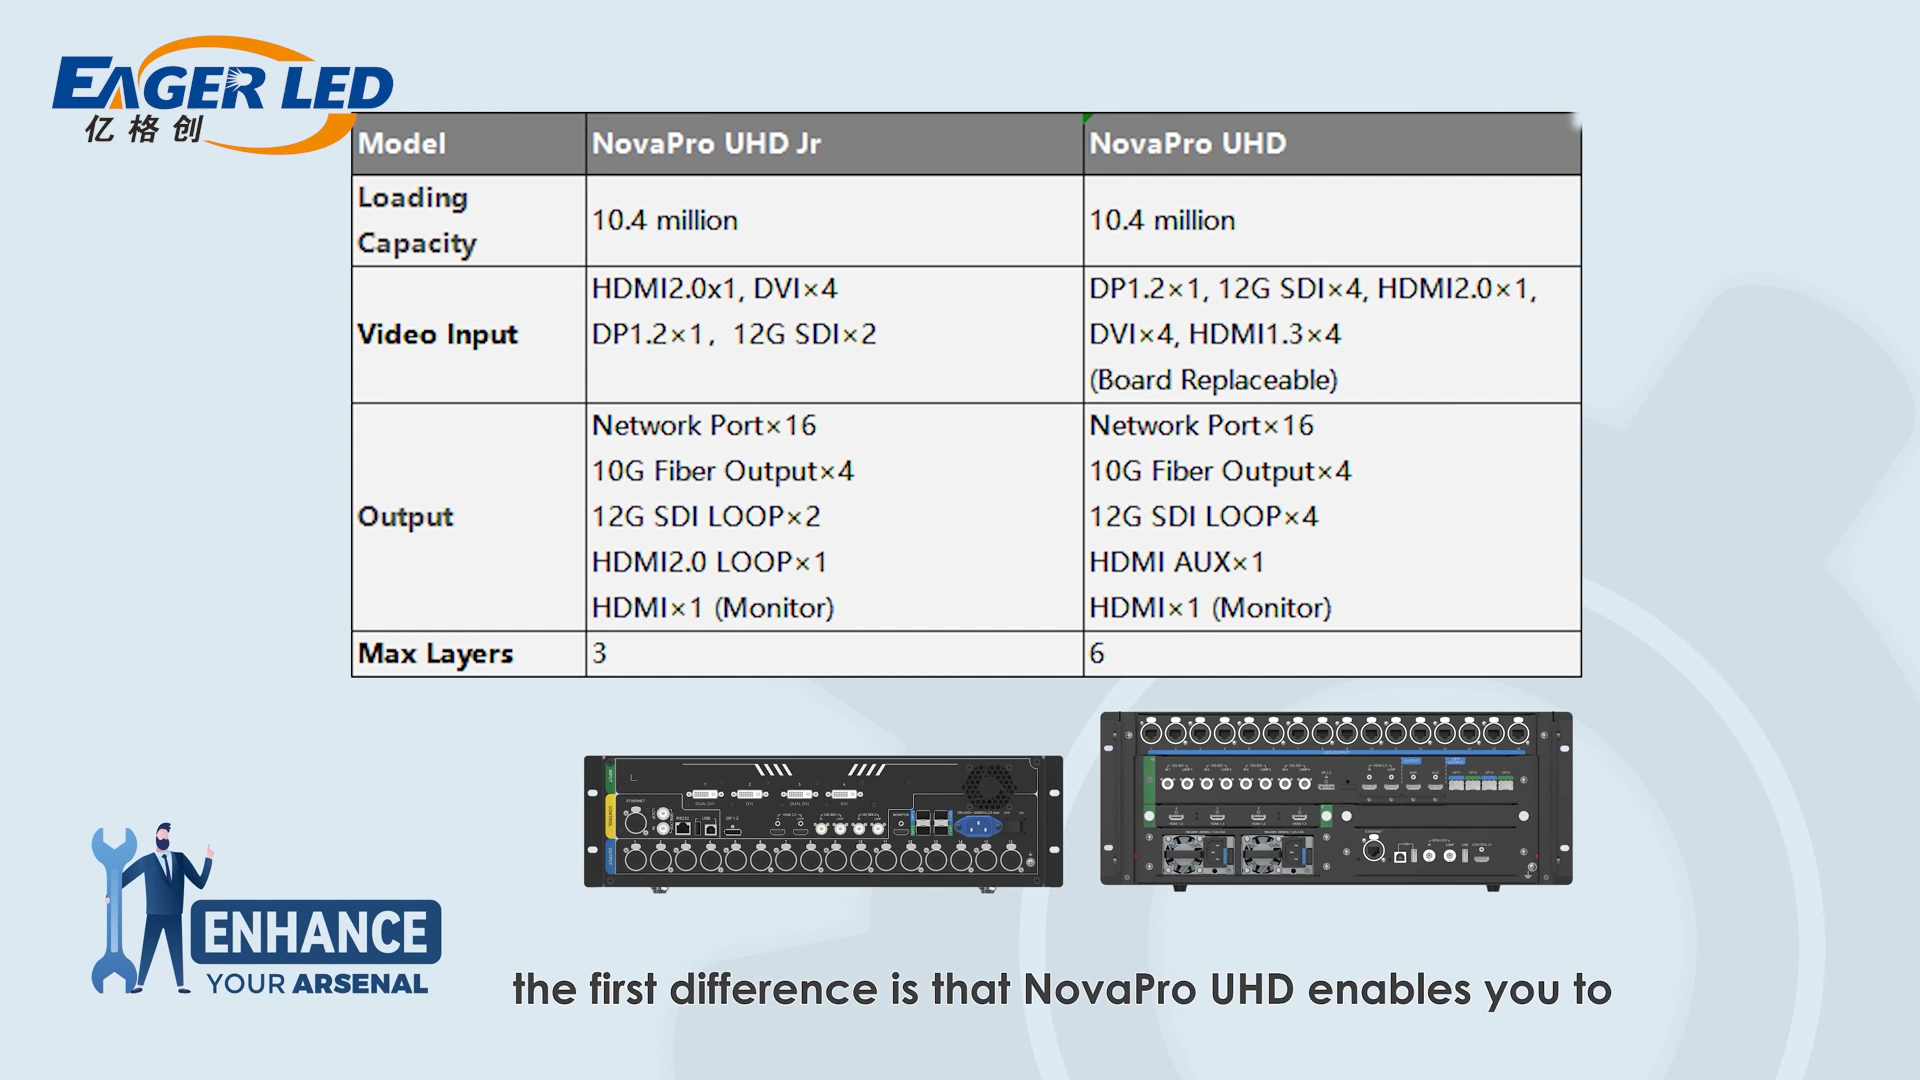 EAGER LED
亿格创
Model
NovaPro UHD Jr
NovaPro UHD
Loading
Capacity
10.4 million
10.4 million
Video Input
HDMI2.0x1, DVI×4
DP1.2×1, 12G SDI×2
DP1.2×1, 12G SDI×4, HDMI2.0×1,
DVI×4, HDMI1.3×4
(Board Replaceable)
Output
Network Port×16
10G Fiber Output×4
12G SDI LOOP×2
HDMI2.0 LOOP×1
HDMI×1 (Monitor)
Network Port×16
10G Fiber Output×4
12G SDI LOOP×4
HDMI AUX×1
HDMI×1 (Monitor)
Max Layers
3
6
ENHANCE
YOUR ARSENAL
the first difference is that NovaPro UHD enables you to